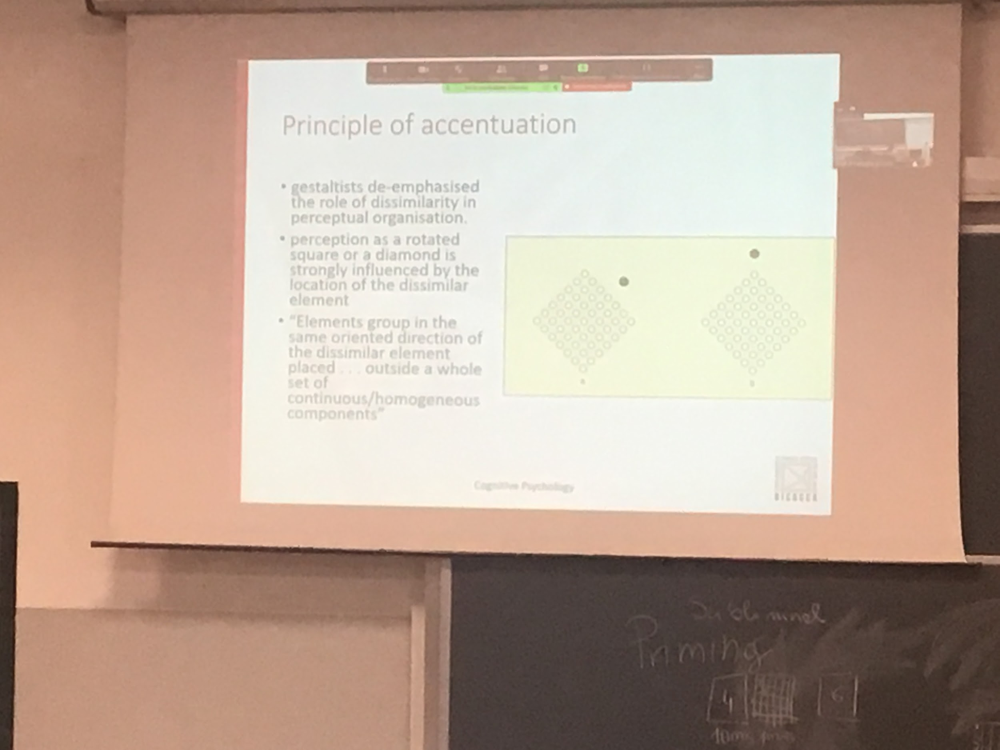 Principle of accentuation
• gestaltists de-emphasised
the role of dissimilarity in
perceptual organisation.
• perception as a rotated
square or a diamond is
strongly influenced by the
location of the dissimilar
element
• "Elements group in the
same oriented direction of
the dissimilar element
placed . . . outside a whole
set of
continuous/homogeneous
components"
a
b
Cognitive Psychology
BICOCCA
Subliminal
Priming
4
6
10ms